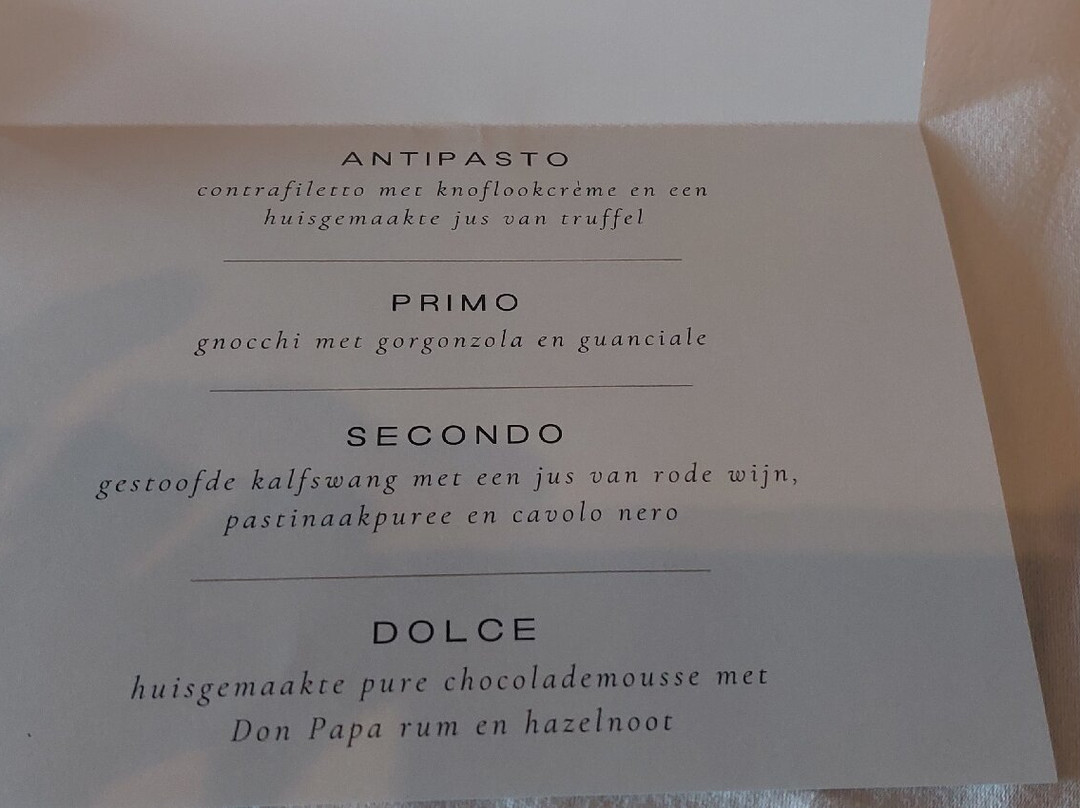 ANTIPASTO
contrafiletto met knoflookcrème en een
huisgemaakte jus van truffel
PRIMO
gnocchi met gorgonzola en guanciale
SECONDO
gestoofde kalfswang met een jus van rode wijn,
pastinaakpuree en cavolo nero
DOLCE
huisgemaakte pure chocolademousse met
Don Papa rum en hazelnoot